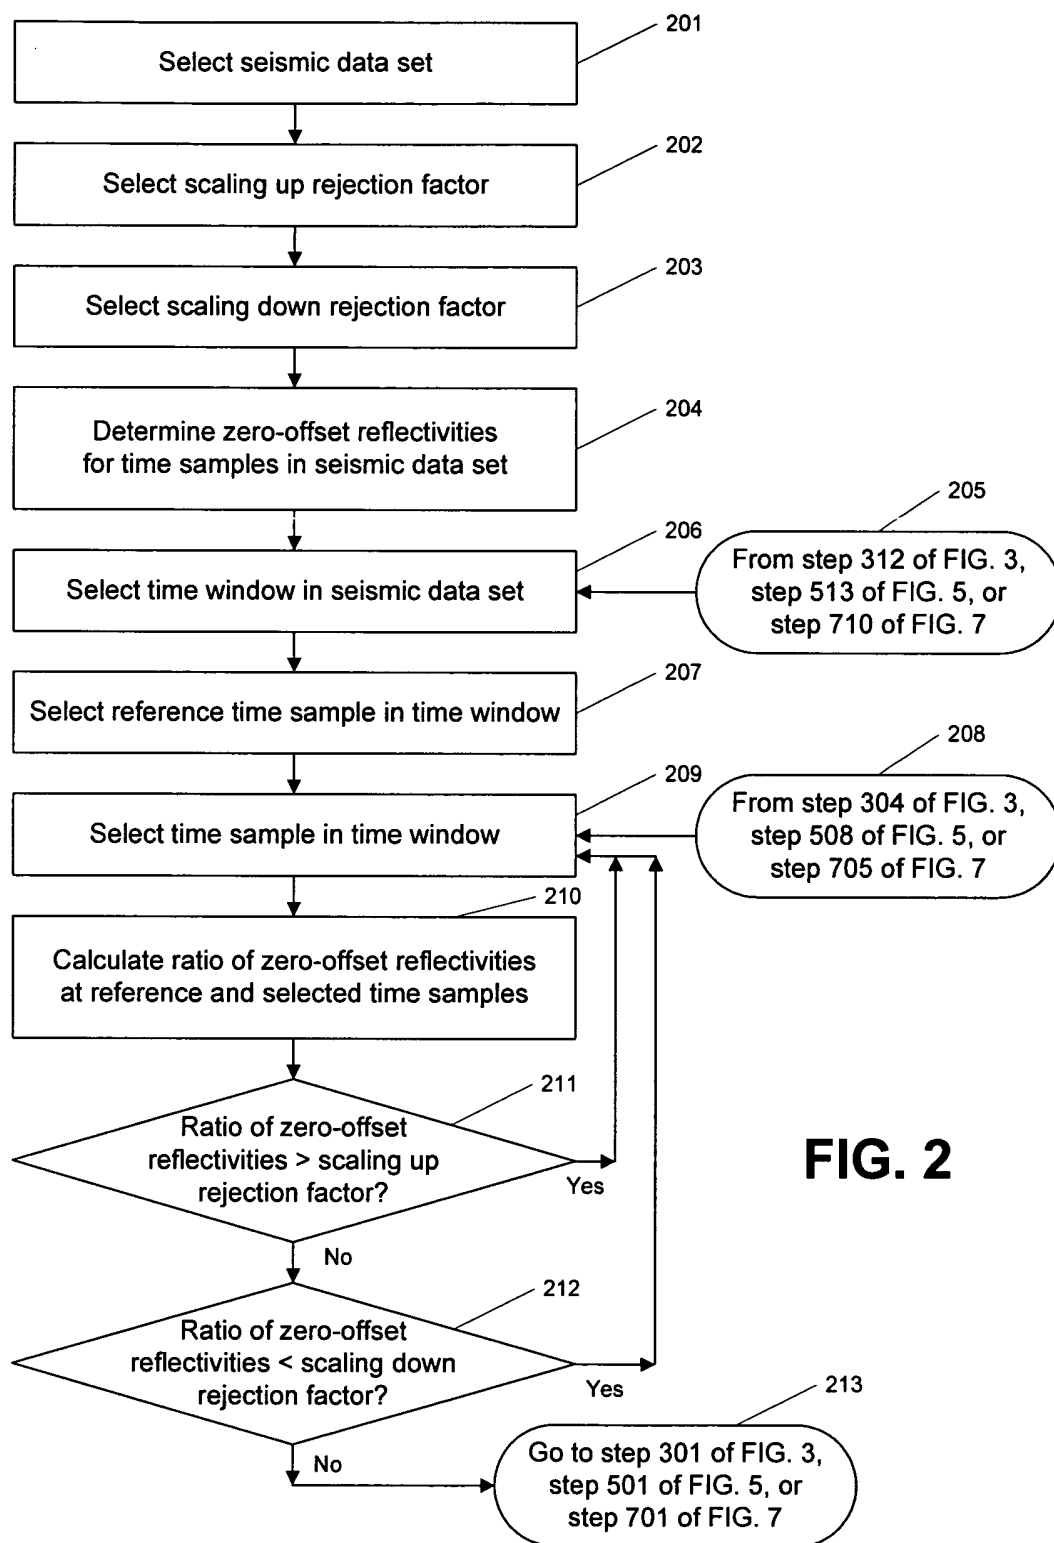 201
Select seismic data set
202
Select scaling up rejection factor
203
Select scaling down rejection factor
204
Determine zero-offset reflectivities
for time samples in seismic data set
205
206
From step 312 of FIG. 3,
step 513 of FIG. 5, or
step 710 of FIG. 7
Select time window in seismic data set
207
Select reference time sample in time window
208
209
From step 304 of FIG. 3,
step 508 of FIG. 5, or
step 705 of FIG. 7
Select time sample in time window
210
Calculate ratio of zero-offset reflectivities
at reference and selected time samples
211
Ratio of zero-offset
reflectivities > scaling up
rejection factor?
Yes
FIG. 2
No
212
Ratio of zero-offset
reflectivities < scaling down
rejection factor?
Yes
213
No
Go to step 301 of FIG. 3,
step 501 of FIG. 5, or
step 701 of FIG. 7